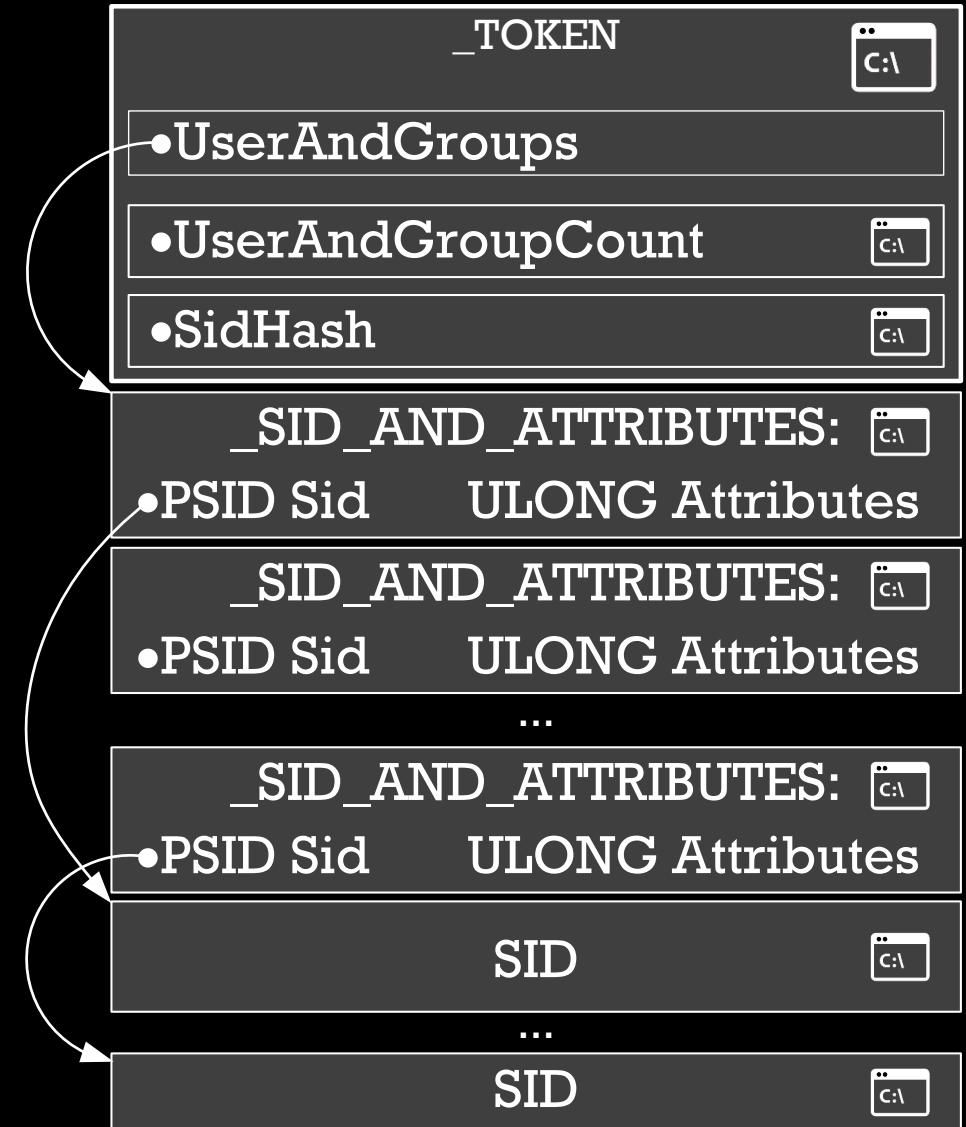 _TOKEN
C:\
•UserAndGroups
•UserAndGroupCount
C:\
•SidHash
C:\
_SID_AND_ATTRIBUTES:
C:\
•PSID Sid ULONG Attributes
_SID_AND_ATTRIBUTES:
C:\
•PSID Sid ULONG Attributes
...
_SID_AND_ATTRIBUTES:
C:\
•PSID Sid ULONG Attributes
SID
C:\
...
SID
C:\